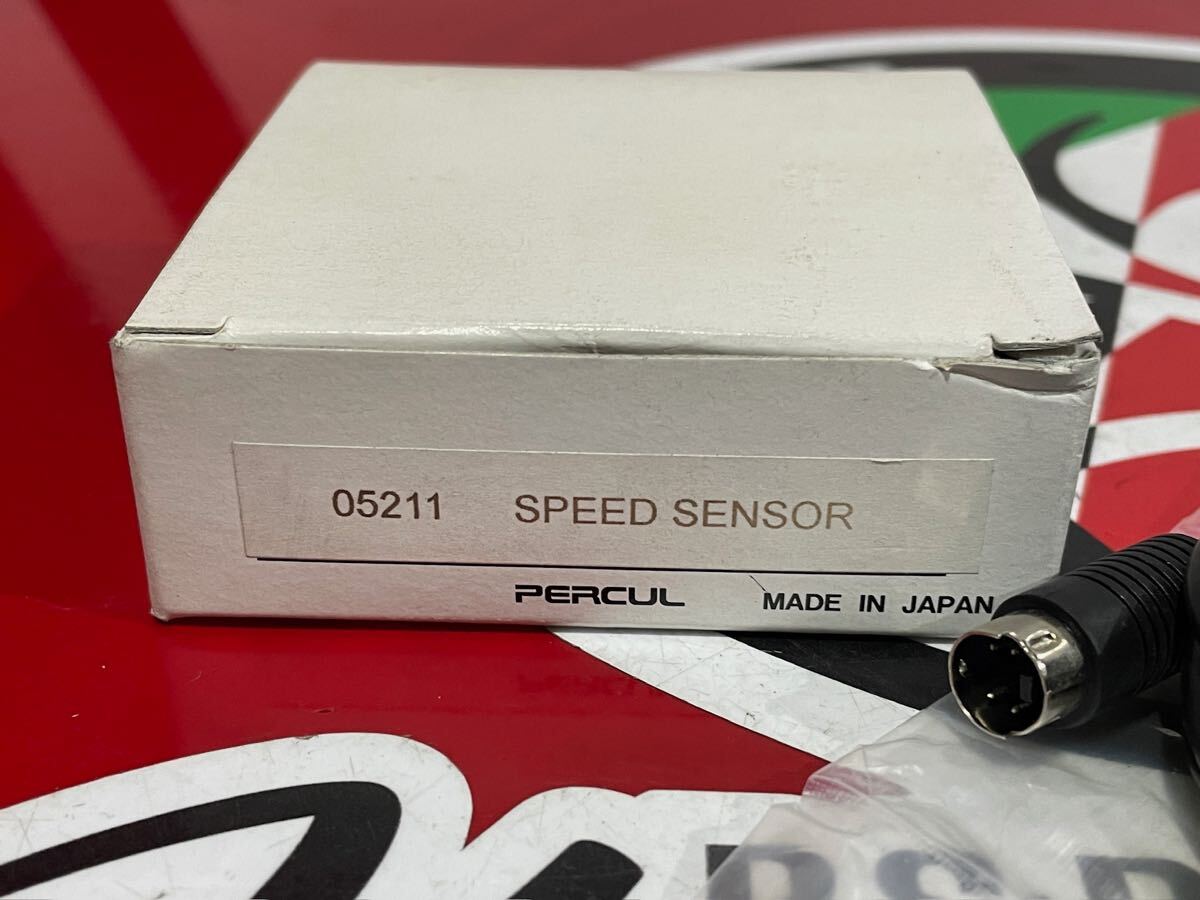 05211 SPEED SENSOR
PERCUL MADE IN JAPAN